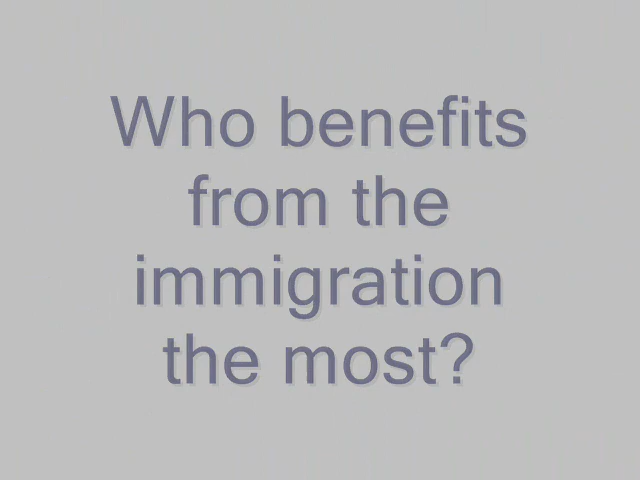 Who benefits
from the
immigration
the most?